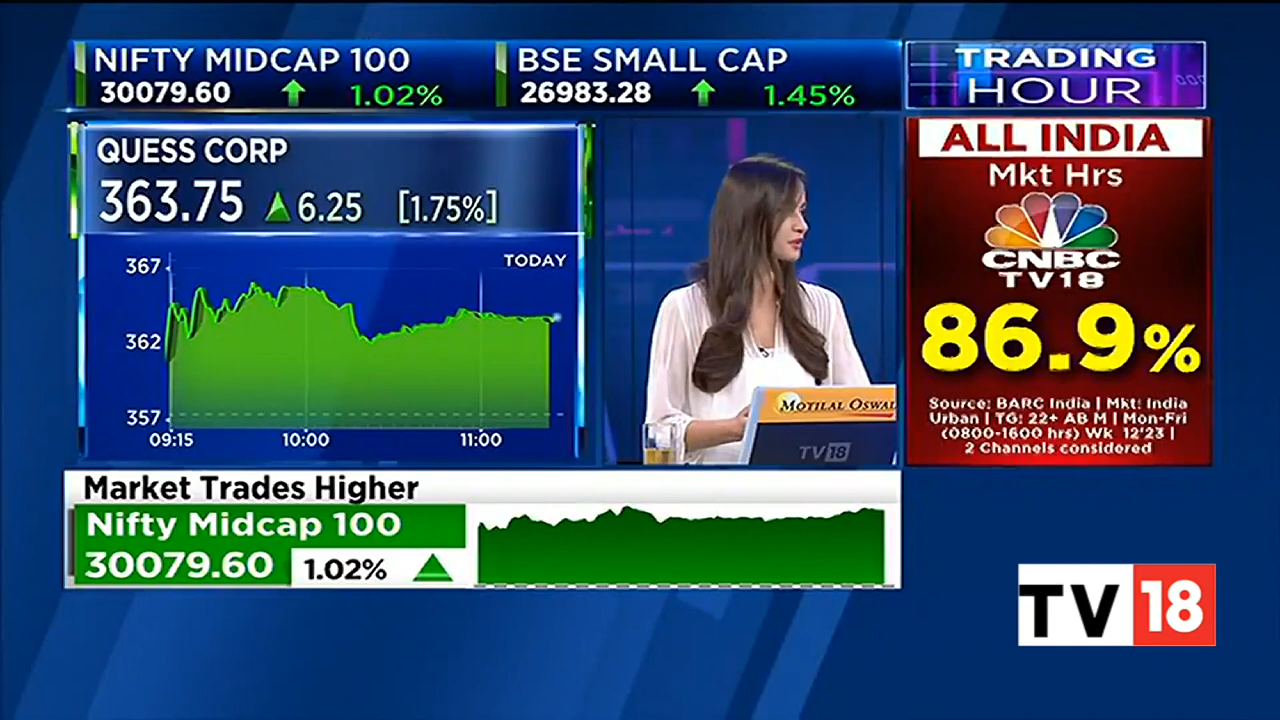 NIFTY MIDCAP 100
30079.60 1.02%
BSE SMALL CAP
26983.28 1.45%
TRADING
HOUR
QUESS CORP
363.75 6.25 [1.75%]
TODAY
367
362
357
09:15 10:00 11:00
MOTILAL OSWAL
TV18
ALL INDIA
Mkt Hrs
CNBC
TV18
86.9%
Source: BARC India | Mkt: India
Urban | TG: 22+ AB M | Mon-Fri
(0800-1600 hrs) Wk 12'23 |
2 Channels considered
Market Trades Higher
Nifty Midcap 100
30079.60 1.02%
TV18